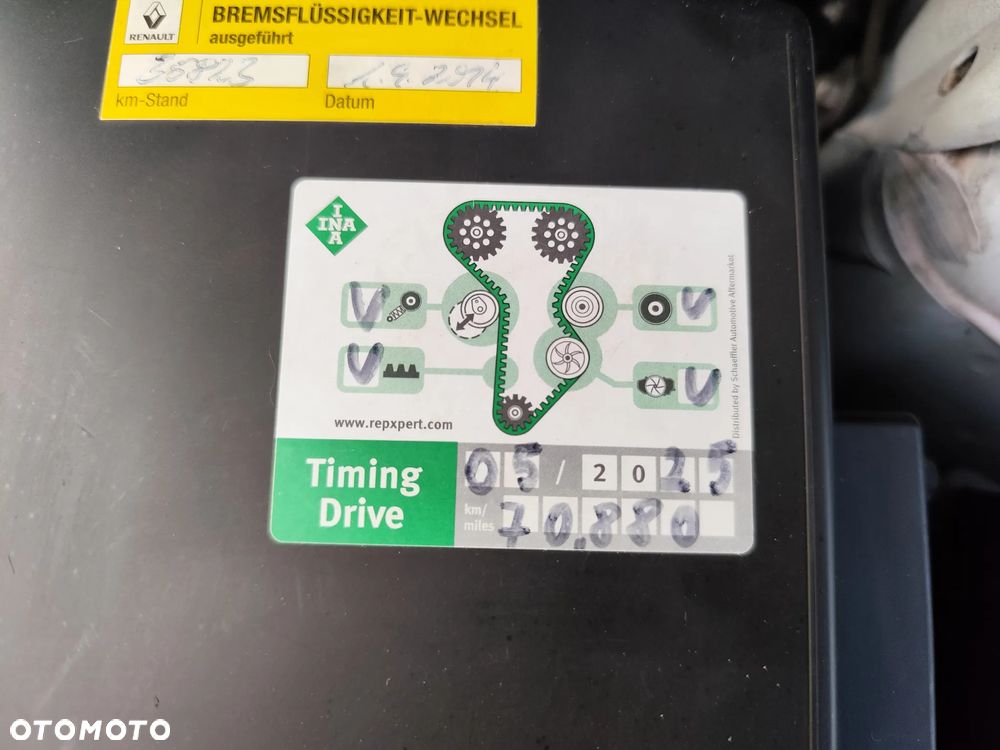 BREMSFLÜSSIGKEIT-WECHSEL
RENAULT
ausgeführt
km-Stand
Datum
INA
www.repxpert.com
Distributed by Schaeffler Automotive Aftermarket
Timing
Drive
05 / 2025
km/
miles
70.880
OTOMOTO